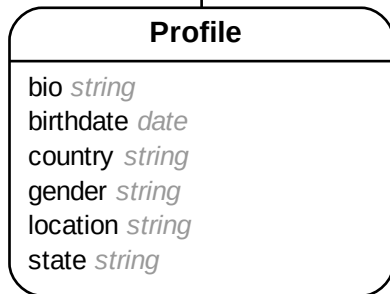 Profile
bio string
birthdate date
country string
gender string
location string
state string